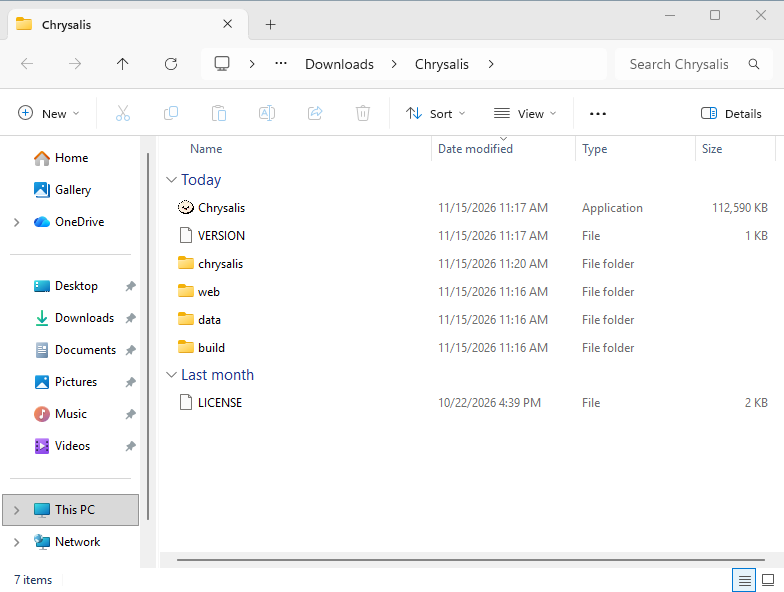 Chrysalis
Downloads Chrysalis
Search Chrysalis
New Sort View Details
Home
Gallery
OneDrive
Desktop
Downloads
Documents
Pictures
Music
Videos
This PC
Network
Name Date modified Type Size
Today
Chrysalis 11/15/2026 11:17 AM Application 112,590 KB
VERSION 11/15/2026 11:17 AM File 1 KB
chrysalis 11/15/2026 11:20 AM File folder
web 11/15/2026 11:16 AM File folder
data 11/15/2026 11:16 AM File folder
build 11/15/2026 11:16 AM File folder
Last month
LICENSE 10/22/2026 4:39 PM File 2 KB
7 items